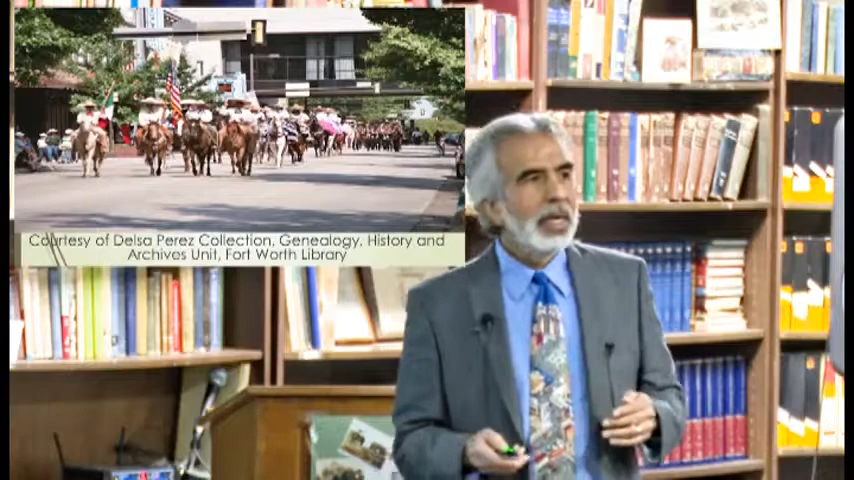 Courtesy of Delsa Perez Collection, Genealogy, History and
Archives Unit, Fort Worth Library